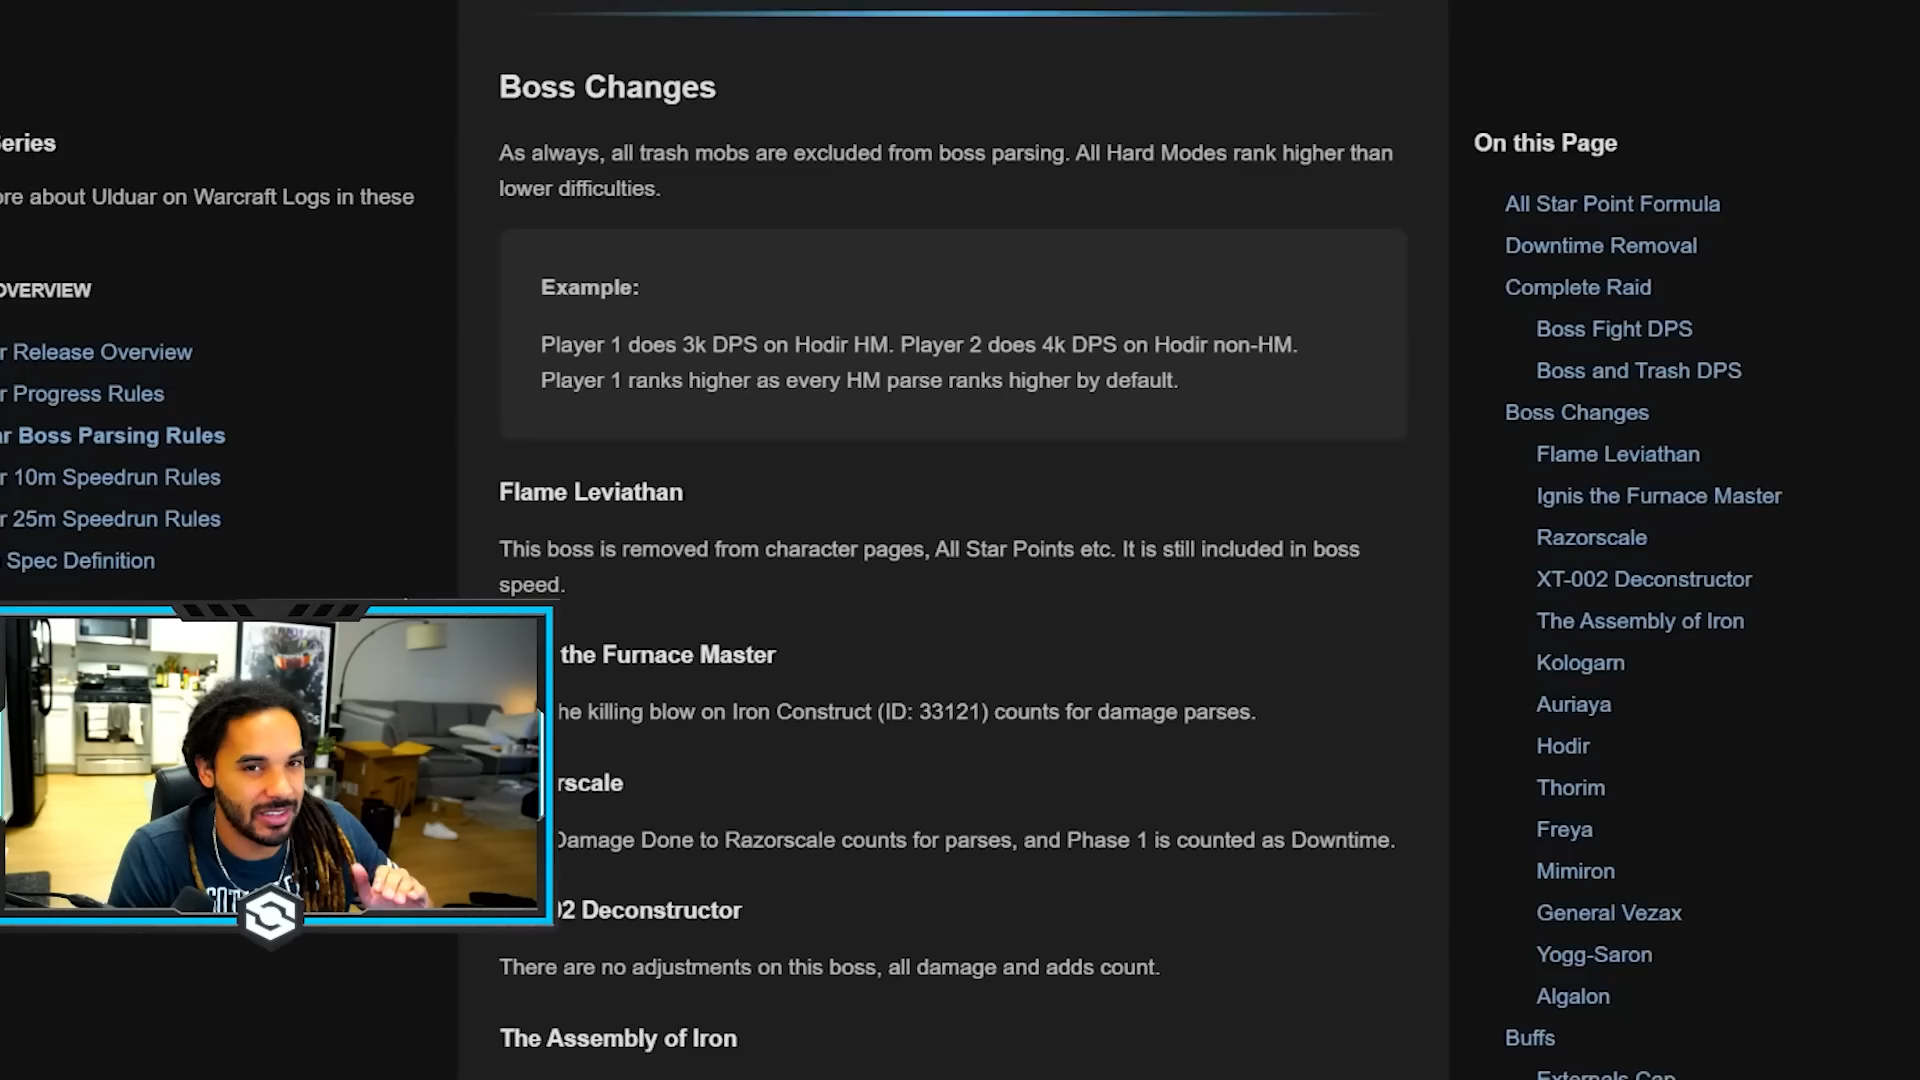 Series
ore about Ulduar on Warcraft Logs in these
OVERVIEW
r Release Overview
r Progress Rules
ar Boss Parsing Rules
r 10m Speedrun Rules
r 25m Speedrun Rules
Spec Definition
Boss Changes
As always, all trash mobs are excluded from boss parsing. All Hard Modes rank higher than
lower difficulties.
Example:
Player 1 does 3k DPS on Hodir HM. Player 2 does 4k DPS on Hodir non-HM.
Player 1 ranks higher as every HM parse ranks higher by default.
Flame Leviathan
This boss is removed from character pages, All Star Points etc. It is still included in boss
speed.
the Furnace Master
he killing blow on Iron Construct (ID: 33121) counts for damage parses.
rscale
Damage Done to Razorscale counts for parses, and Phase 1 is counted as Downtime.
02 Deconstructor
There are no adjustments on this boss, all damage and adds count.
The Assembly of Iron
On this Page
All Star Point Formula
Downtime Removal
Complete Raid
Boss Fight DPS
Boss and Trash DPS
Boss Changes
Flame Leviathan
Ignis the Furnace Master
Razorscale
XT-002 Deconstructor
The Assembly of Iron
Kologarn
Auriaya
Hodir
Thorim
Freya
Mimiron
General Vezax
Yogg-Saron
Algalon
Buffs
Externals Cap